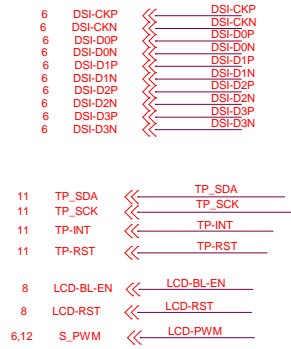 6 DSI-CKP DSI-CKP
6 DSI-CKN DSI-CKN
6 DSI-D0P DSI-D0P
6 DSI-D0N DSI-D0N
6 DSI-D1P DSI-D1P
6 DSI-D1N DSI-D1N
6 DSI-D2P DSI-D2P
6 DSI-D2N DSI-D2N
6 DSI-D3P DSI-D3P
6 DSI-D3N DSI-D3N
11 TP_SDA TP_SDA
11 TP_SCK TP_SCK
11 TP-INT TP-INT
11 TP-RST TP-RST
8 LCD-BL-EN LCD-BL-EN
8 LCD-RST LCD-RST
6,12 S_PWM LCD-PWM